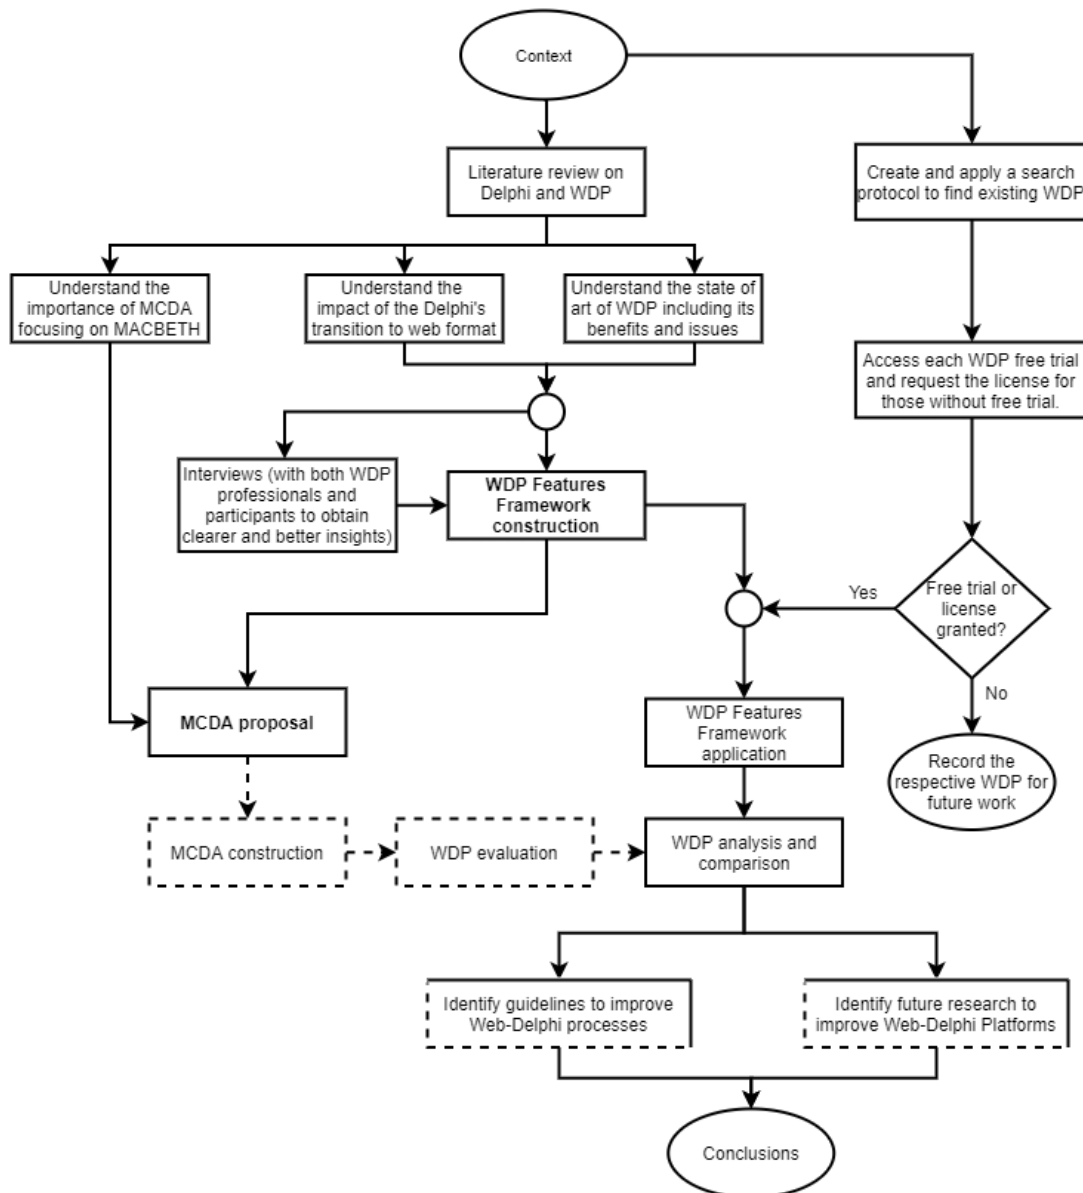 Context
Literature review on
Delphi and WDP
Create and apply a search
protocol to find existing WDP
Understand the
importance of MCDA
focusing on MACBETH
Understand the
impact of the Delphi's
transition to web format
Understand the state of
art of WDP including its
benefits and issues
Access each WDP free trial
and request the license for
those without free trial.
Interviews (with both WDP
professionals and
participants to obtain
clearer and better insights)
WDP Features
Framework
construction
Yes
Free trial or
license
granted?
No
MCDA proposal
WDP Features
Framework
application
Record the
respective WDP for
future work
MCDA construction
WDP evaluation
WDP analysis and
comparison
Identify guidelines to improve
Web-Delphi processes
Identify future research to
improve Web-Delphi Platforms
Conclusions